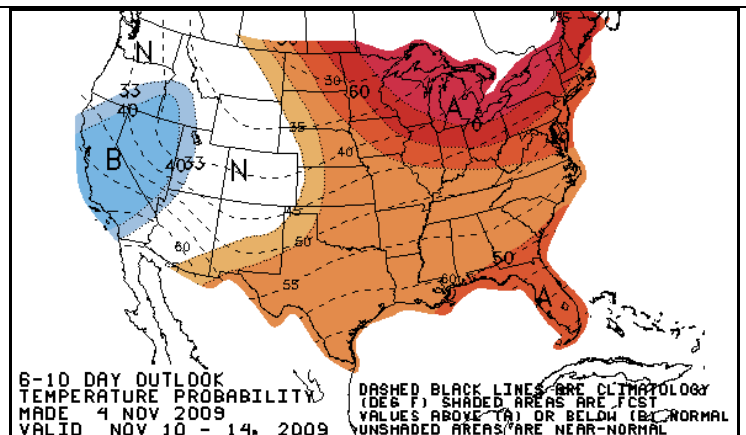 N
33
40
B
40 33
N
30
60
35
40
45
50
55
60
A
50
60
A
6-10 DAY OUTLOOK
TEMPERATURE PROBABILITY
MADE 4 NOV 2009
VALID NOV 10 - 14, 2009
DASHED BLACK LINES ARE CLIMATOLOGY
(DEG F) SHADED AREAS ARE FCST
VALUES ABOVE (A) OR BELOW (B) NORMAL
UNSHADED AREAS ARE NEAR-NORMAL